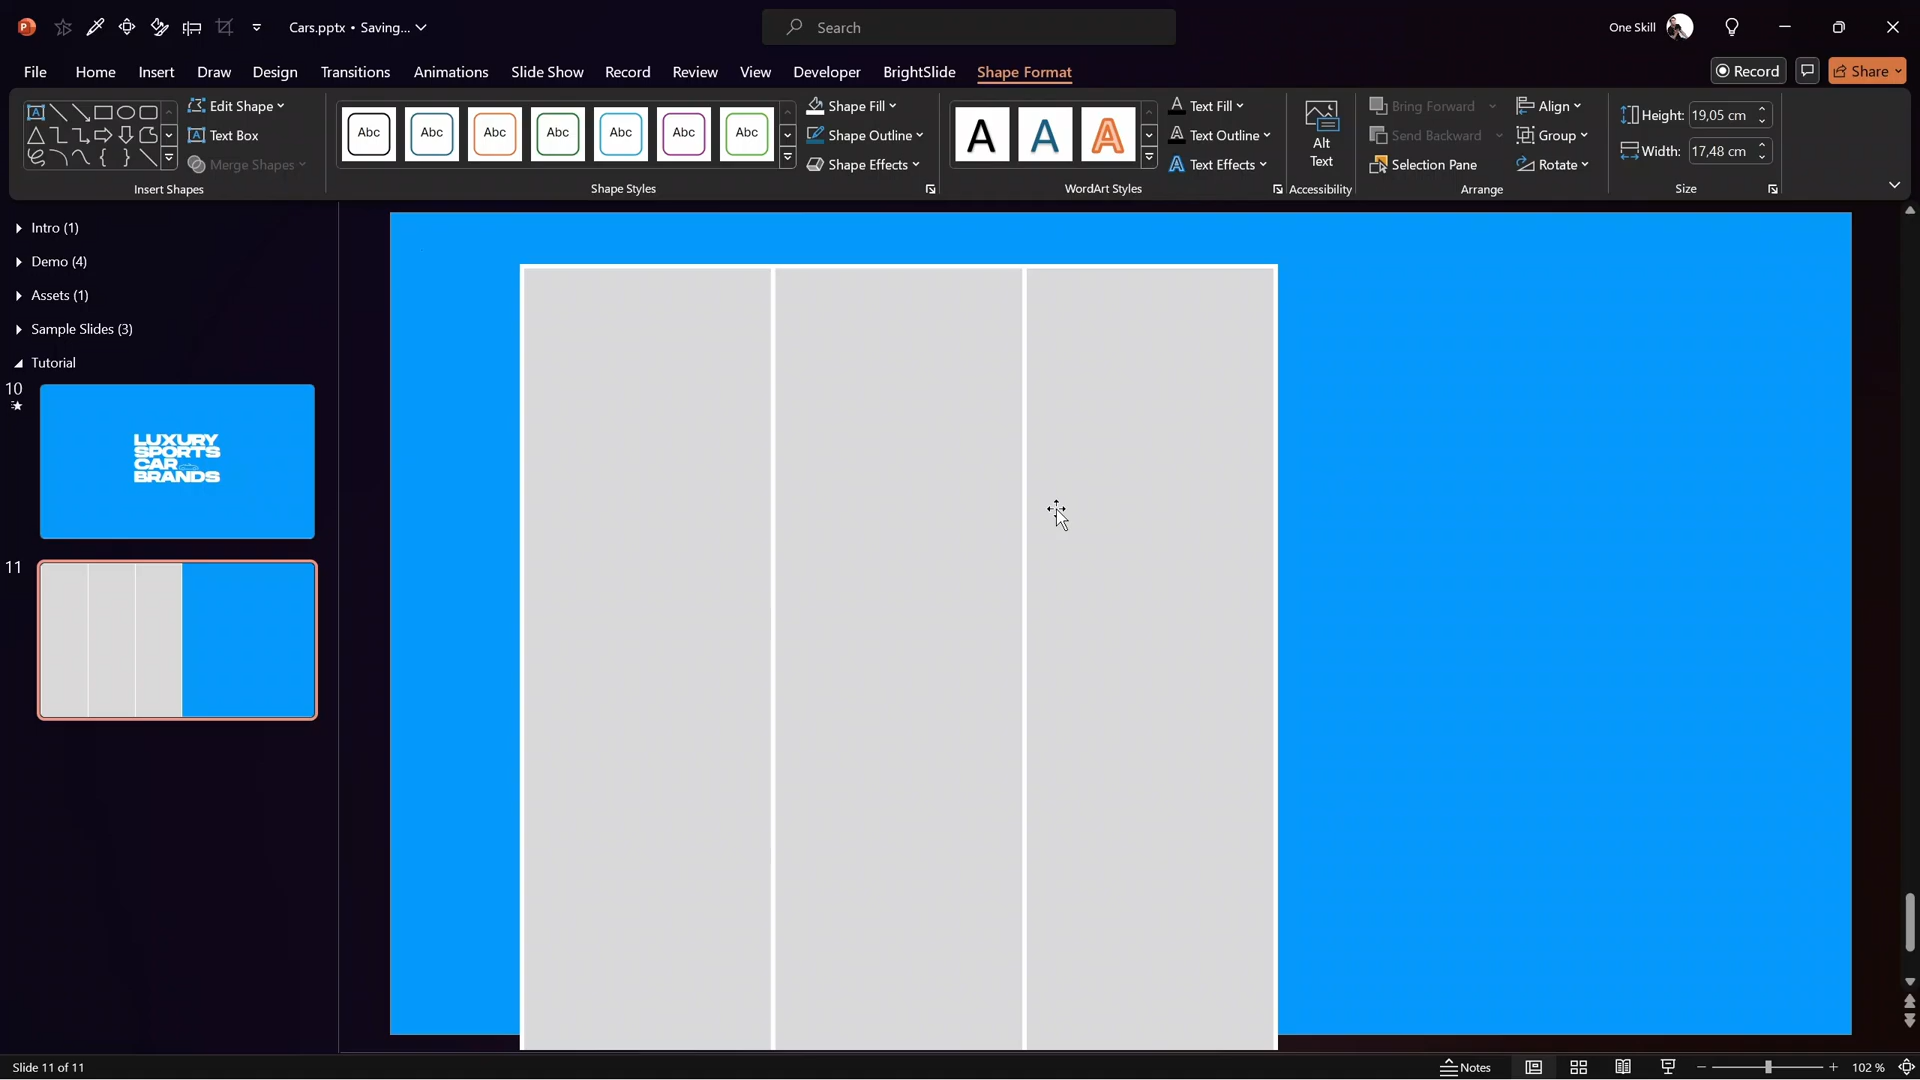 Cars.pptx • Saving...
Search
One Skill
File Home Insert Draw Design Transitions Animations Slide Show Record Review View Developer BrightSlide Shape Format
Record
Share
Edit Shape
Text Box
Merge Shapes
Insert Shapes
Abc Abc Abc Abc Abc Abc Abc
Shape Fill
Shape Outline
Shape Effects
Shape Styles
A A A
Text Fill
Text Outline
Text Effects
WordArt Styles
Alt
Text
Accessibility
Bring Forward
Send Backward
Selection Pane
Align
Group
Rotate
Arrange
Height: 19,05 cm
Width: 17,48 cm
Size
Intro (1)
Demo (4)
Assets (1)
Sample Slides (3)
Tutorial
10
LUXURY
SPORTS
CAR
BRANDS
11
Slide 11 of 11
Notes
102 %